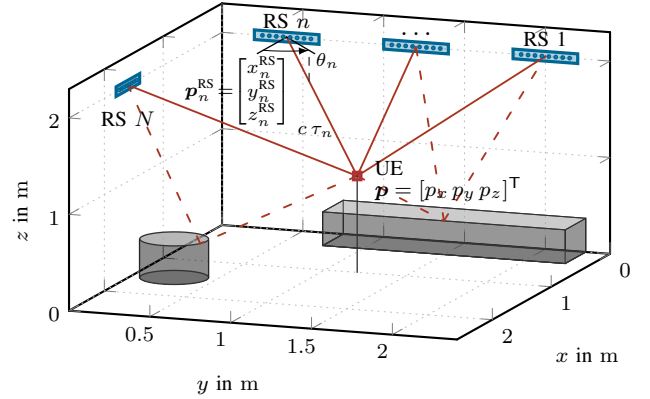 RS n
. . .
RS 1
θn
p_n^RS = [x_n^RS y_n^RS z_n^RS]
RS N
c τn
UE
p = [px py pz]^T
z in m
2
1
0
0.5
1
1.5
2
y in m
2
1
0
x in m